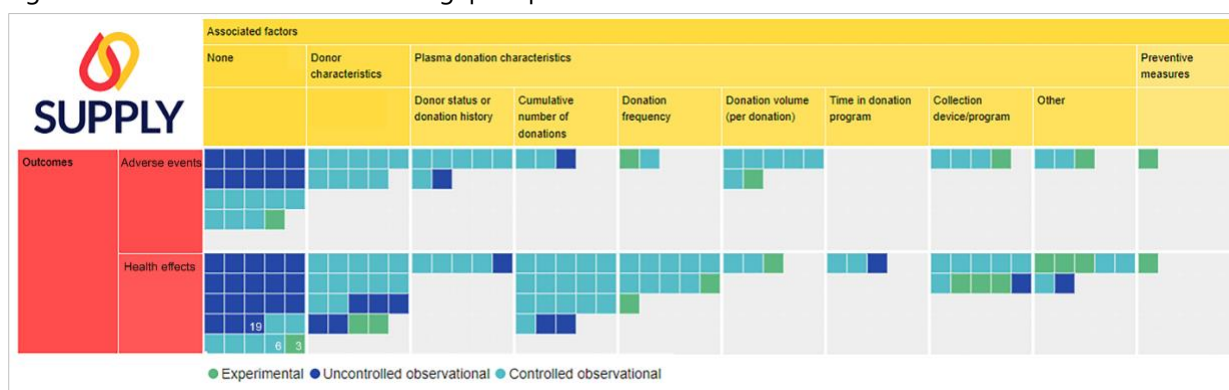 Associated factors
None
Donor
characteristics
Plasma donation characteristics
Preventive
measures
SUPPLY
Donor status or
donation history
Cumulative
number of
donations
Donation
frequency
Donation volume
(per donation)
Time in donation
program
Collection
device/program
Other
Outcomes
Adverse events
Health effects
19
6 3
Experimental Uncontrolled observational Controlled observational